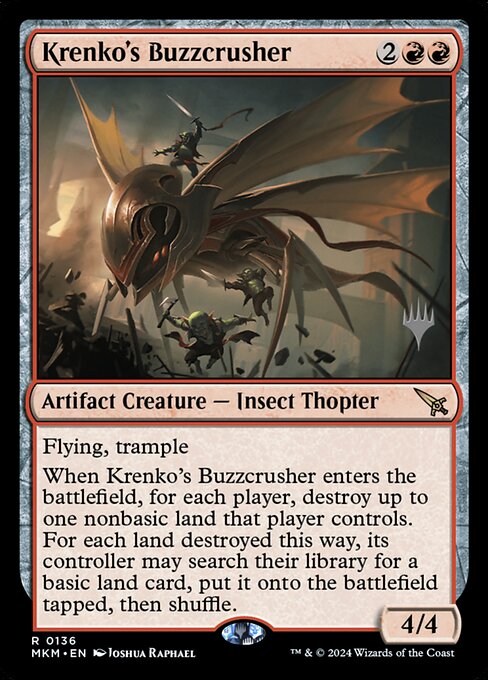 Krenko's Buzzcrusher 2
Artifact Creature — Insect Thopter
Flying, trample
When Krenko's Buzzcrusher enters the
battlefield, for each player, destroy up to
one nonbasic land that player controls.
For each land destroyed this way, its
controller may search their library for a
basic land card, put it onto the battlefield
tapped, then shuffle.
4/4
R 0136
MKM • EN Joshua Raphael ™ & © 2024 Wizards of the Coast